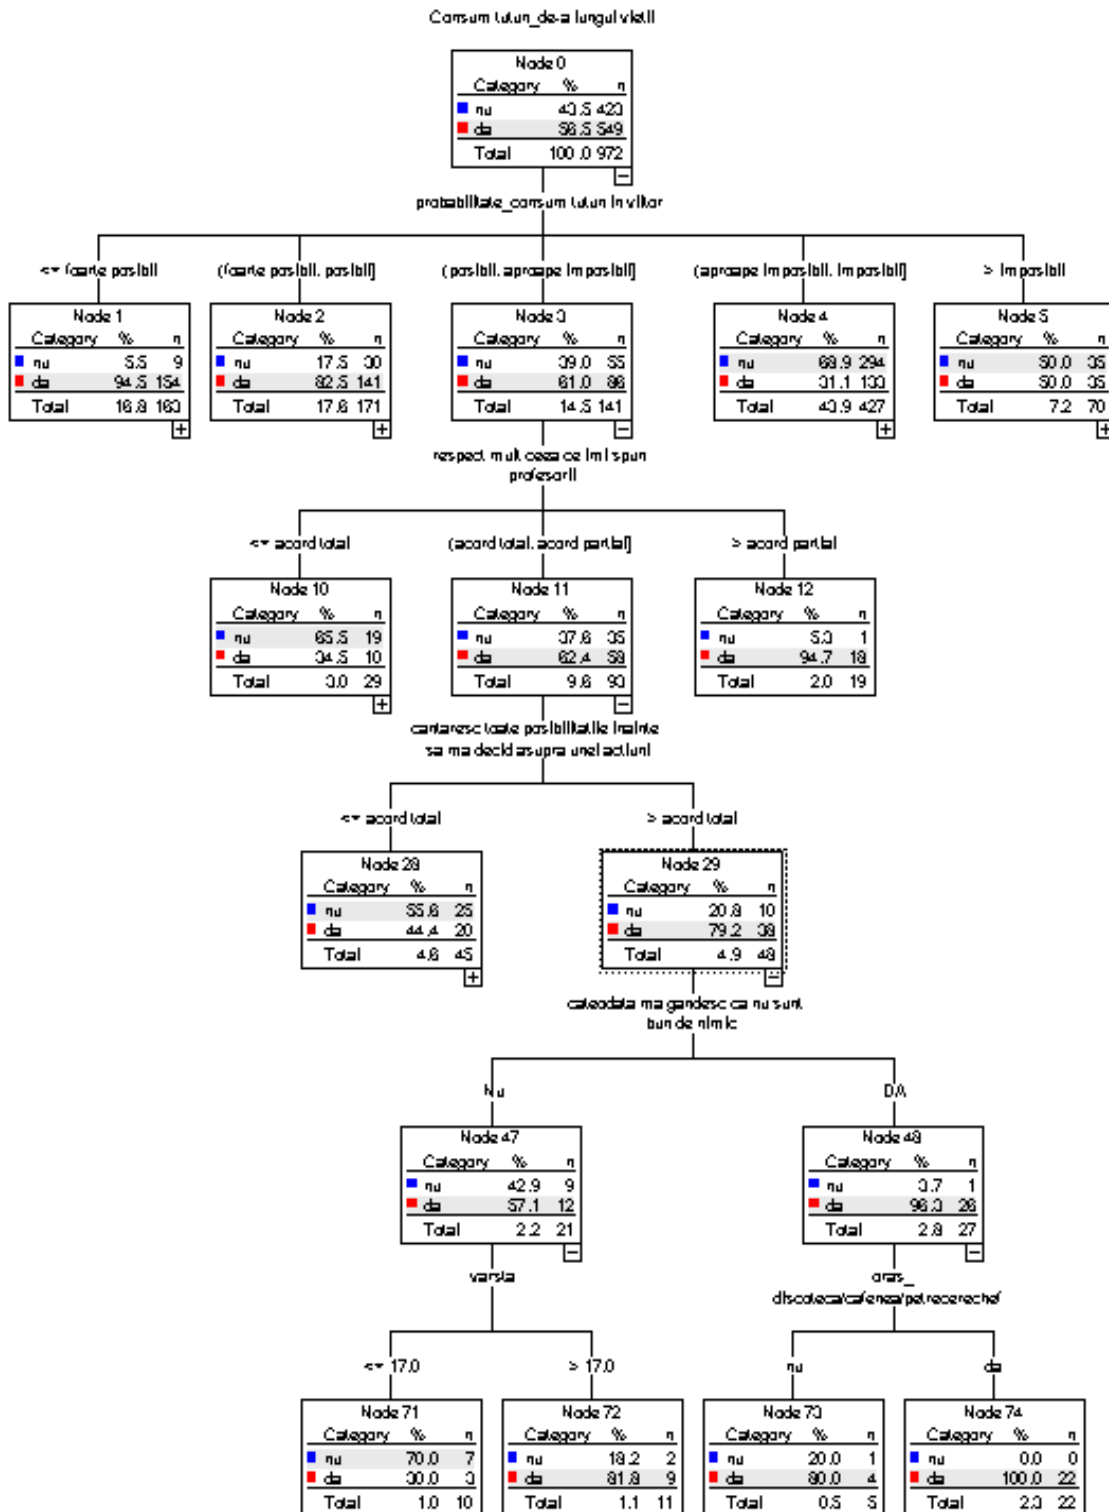 Consum tutun_de-a lungul vietii
Node 0
Category % n
nu 43.5 423
da 56.5 549
Total 100.0 972
probabilitate_consum tutun in viitor
<= foarte posibil
(foarte posibil, posibil]
(posibil, aproape imposibil]
(aproape imposibil, imposibil]
> imposibil
Node 1
Category % n
nu 5.5 9
da 94.5 154
Total 16.8 163
Node 2
Category % n
nu 17.5 30
da 82.5 141
Total 17.6 171
Node 3
Category % n
nu 39.0 55
da 61.0 86
Total 14.5 141
Node 4
Category % n
nu 68.9 294
da 31.1 133
Total 43.9 427
Node 5
Category % n
nu 50.0 35
da 50.0 35
Total 7.2 70
respect mult ceea ce imi spun
profesorii
<= acord total
(acord total, acord partial]
> acord partial
Node 10
Category % n
nu 65.5 19
da 34.5 10
Total 3.0 29
Node 11
Category % n
nu 37.6 35
da 62.4 58
Total 9.6 93
Node 12
Category % n
nu 5.3 1
da 94.7 18
Total 2.0 19
cantaresc toate posibilitatile inainte
sa ma decid asupra unei actiuni
<= acord total
> acord total
Node 28
Category % n
nu 55.6 25
da 44.4 20
Total 4.6 45
Node 29
Category % n
nu 20.8 10
da 79.2 38
Total 4.9 48
cateodata ma gandesc ca nu sunt
bun de nimic
Nu
DA
Node 47
Category % n
nu 42.9 9
da 57.1 12
Total 2.2 21
Node 48
Category % n
nu 3.7 1
da 96.3 26
Total 2.8 27
varsta
oras_
discoteca/cafenea/petrecerechef
<= 17.0
> 17.0
nu
da
Node 71
Category % n
nu 70.0 7
da 30.0 3
Total 1.0 10
Node 72
Category % n
nu 18.2 2
da 81.8 9
Total 1.1 11
Node 73
Category % n
nu 20.0 1
da 80.0 4
Total 0.5 5
Node 74
Category % n
nu 0.0 0
da 100.0 22
Total 2.3 22